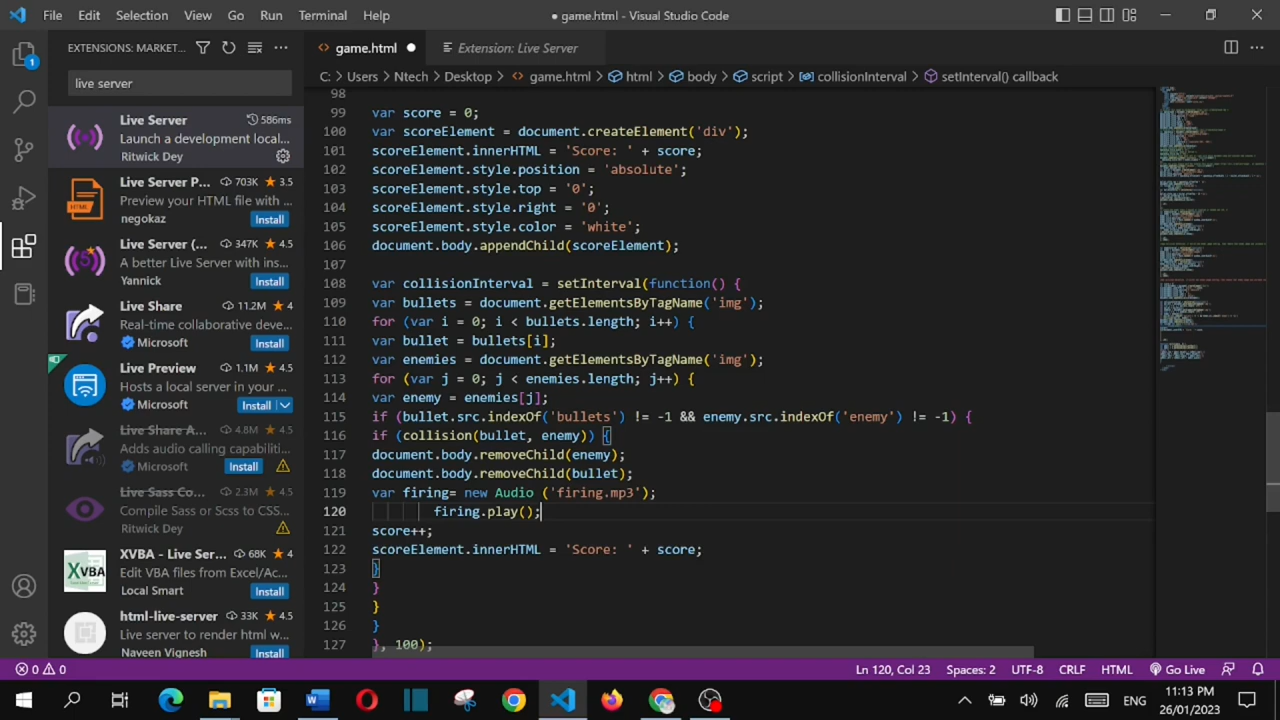 File Edit Selection View Go Run Terminal Help
● game.html - Visual Studio Code
EXTENSIONS: MARKET...
live server
Live Server 586ms
Launch a development local...
Ritwick Dey
Live Server P... 703K 3.5
Preview your HTML file with ...
negokaz Install
Live Server (... 347K 4.5
A better Live Server with ins...
Yannick Install
Live Share 11.2M 4
Real-time collaborative deve...
Microsoft Install
Live Preview 1.1M 4.5
Hosts a local server in your ...
Microsoft Install
Live Share A... 4.8M 4
Adds audio calling capabiliti...
Microsoft Install
Live Sass Co... 2.3M 4.5
Compile Sass or Scss to CSS...
Ritwick Dey
XVBA - Live Ser... 68K 4
Edit VBA files from Excel/Ac...
Local Smart Install
html-live-server 33K 4.5
Live server to render html w...
Naveen Vignesh Install
game.html ● Extension: Live Server
C: > Users > Ntech > Desktop > game.html > html > body > script > collisionInterval > setInterval() callback
98
99 var score = 0;
100 var scoreElement = document.createElement('div');
101 scoreElement.innerHTML = 'Score: ' + score;
102 scoreElement.style.position = 'absolute';
103 scoreElement.style.top = '0';
104 scoreElement.style.right = '0';
105 scoreElement.style.color = 'white';
106 document.body.appendChild(scoreElement);
107
108 var collisionInterval = setInterval(function() {
109 var bullets = document.getElementsByTagName('img');
110 for (var i = 0; i < bullets.length; i++) {
111 var bullet = bullets[i];
112 var enemies = document.getElementsByTagName('img');
113 for (var j = 0; j < enemies.length; j++) {
114 var enemy = enemies[j];
115 if (bullet.src.indexOf('bullets') != -1 && enemy.src.indexOf('enemy') != -1) {
116 if (collision(bullet, enemy)) {
117 document.body.removeChild(enemy);
118 document.body.removeChild(bullet);
119 var firing= new Audio ('firing.mp3');
120 firing.play();
121 score++;
122 scoreElement.innerHTML = 'Score: ' + score;
123 }
124 }
125 }
126 }
127 }, 100);
0 0 Ln 120, Col 23 Spaces: 2 UTF-8 CRLF HTML Go Live
ENG
11:13 PM
26/01/2023